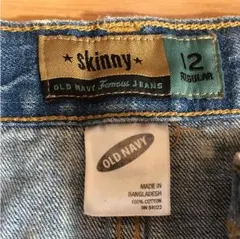 ★ Skinny ★
OLD NAVY Famous JEANS
12
REGULAR
OLD NAVY
MADE IN
BANGLADESH
100% COTTON